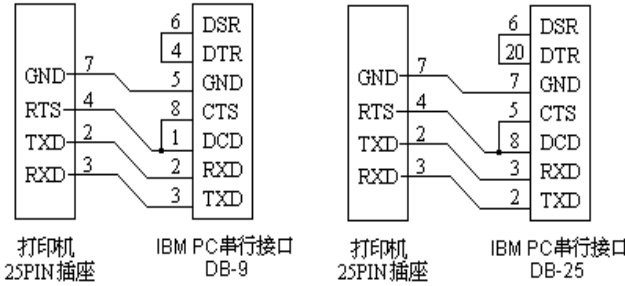 6 DSR
4 DTR
GND 7 5 GND
RTS 4 8 CTS
1 DCD
TXD 2 2 RXD
RXD 3 3 TXD
打印机
25PIN插座
IBM PC串行接口
DB-9
6 DSR
20 DTR
GND 7 7 GND
RTS 4 5 CTS
8 DCD
TXD 2 3 RXD
RXD 3 2 TXD
打印机
25PIN插座
IBM PC串行接口
DB-25